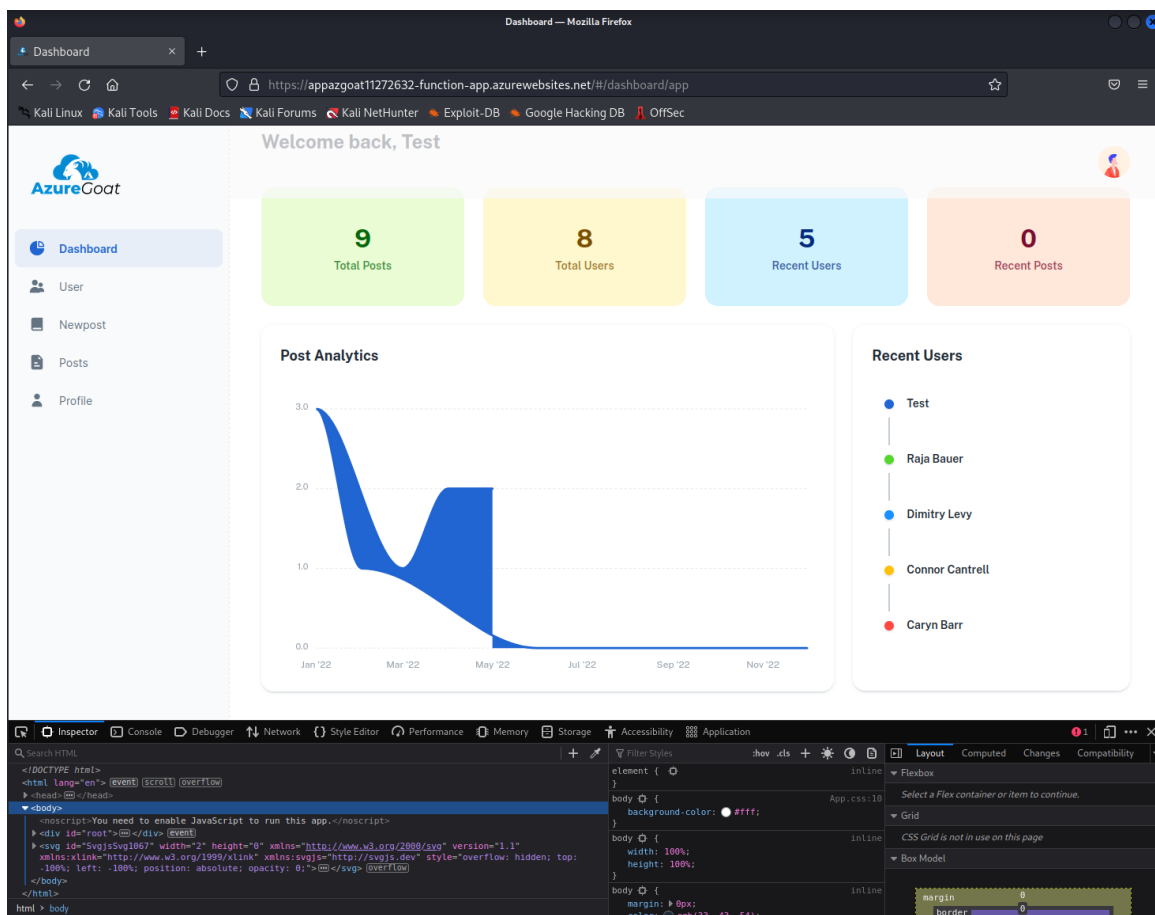 Dashboard — Mozilla Firefox
Dashboard
https://appazgoat11272632-function-app.azurewebsites.net/#/dashboard/app
Kali Linux Kali Tools Kali Docs Kali Forums Kali NetHunter Exploit-DB Google Hacking DB OffSec
AzureGoat
Welcome back, Test
Dashboard
User
Newpost
Posts
Profile
9
Total Posts
8
Total Users
5
Recent Users
0
Recent Posts
Post Analytics
3.0
2.0
1.0
0.0
Jan '22 Mar '22 May '22 Jul '22 Sep '22 Nov '22
Recent Users
Test
Raja Bauer
Dimitry Levy
Connor Cantrell
Caryn Barr
Inspector Console Debugger Network Style Editor Performance Memory Storage Accessibility Application 1
Search HTML
<!DOCTYPE html>
<html lang="en"> event scroll overflow
<head> </head>
<body>
<noscript>You need to enable JavaScript to run this app.</noscript>
<div id="root"> </div> event
<svg id="SvgjsSvg1067" width="2" height="0" xmlns="http://www.w3.org/2000/svg" version="1.1"
xmlns:xlink="http://www.w3.org/1999/xlink" xmlns:svgjs="http://svgjs.dev" style="overflow: hidden; top:
-100%; left: -100%; position: absolute; opacity: 0;"> </svg> overflow
</body>
</html>
html > body
Filter Styles :hov .cls
element { inline
}
body { App.css:10
background-color: #fff;
}
body { inline
width: 100%;
height: 100%;
}
body { inline
margin: 0px;
Layout Computed Changes Compatibility
Flexbox
Select a Flex container or item to continue.
Grid
CSS Grid is not in use on this page
Box Model
margin 0
border 0